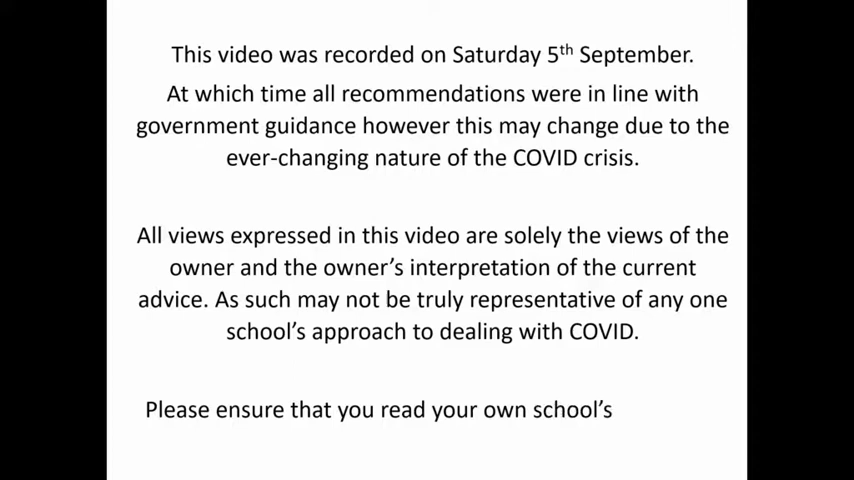 This video was recorded on Saturday 5th September.
At which time all recommendations were in line with
government guidance however this may change due to the
ever-changing nature of the COVID crisis.
All views expressed in this video are solely the views of the
owner and the owner's interpretation of the current
advice. As such may not be truly representative of any one
school's approach to dealing with COVID.
Please ensure that you read your own school's